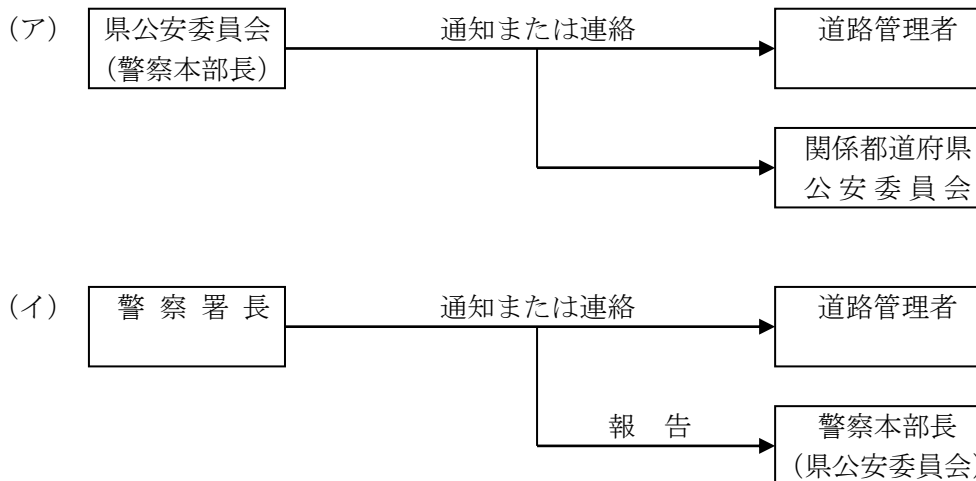 (ア) 県公安委員会 通知または連絡 道路管理者
(警察本部長)
関係都道府県
公安委員会
(イ) 警察署長 通知または連絡 道路管理者
報告 警察本部長
(県公安委員会)